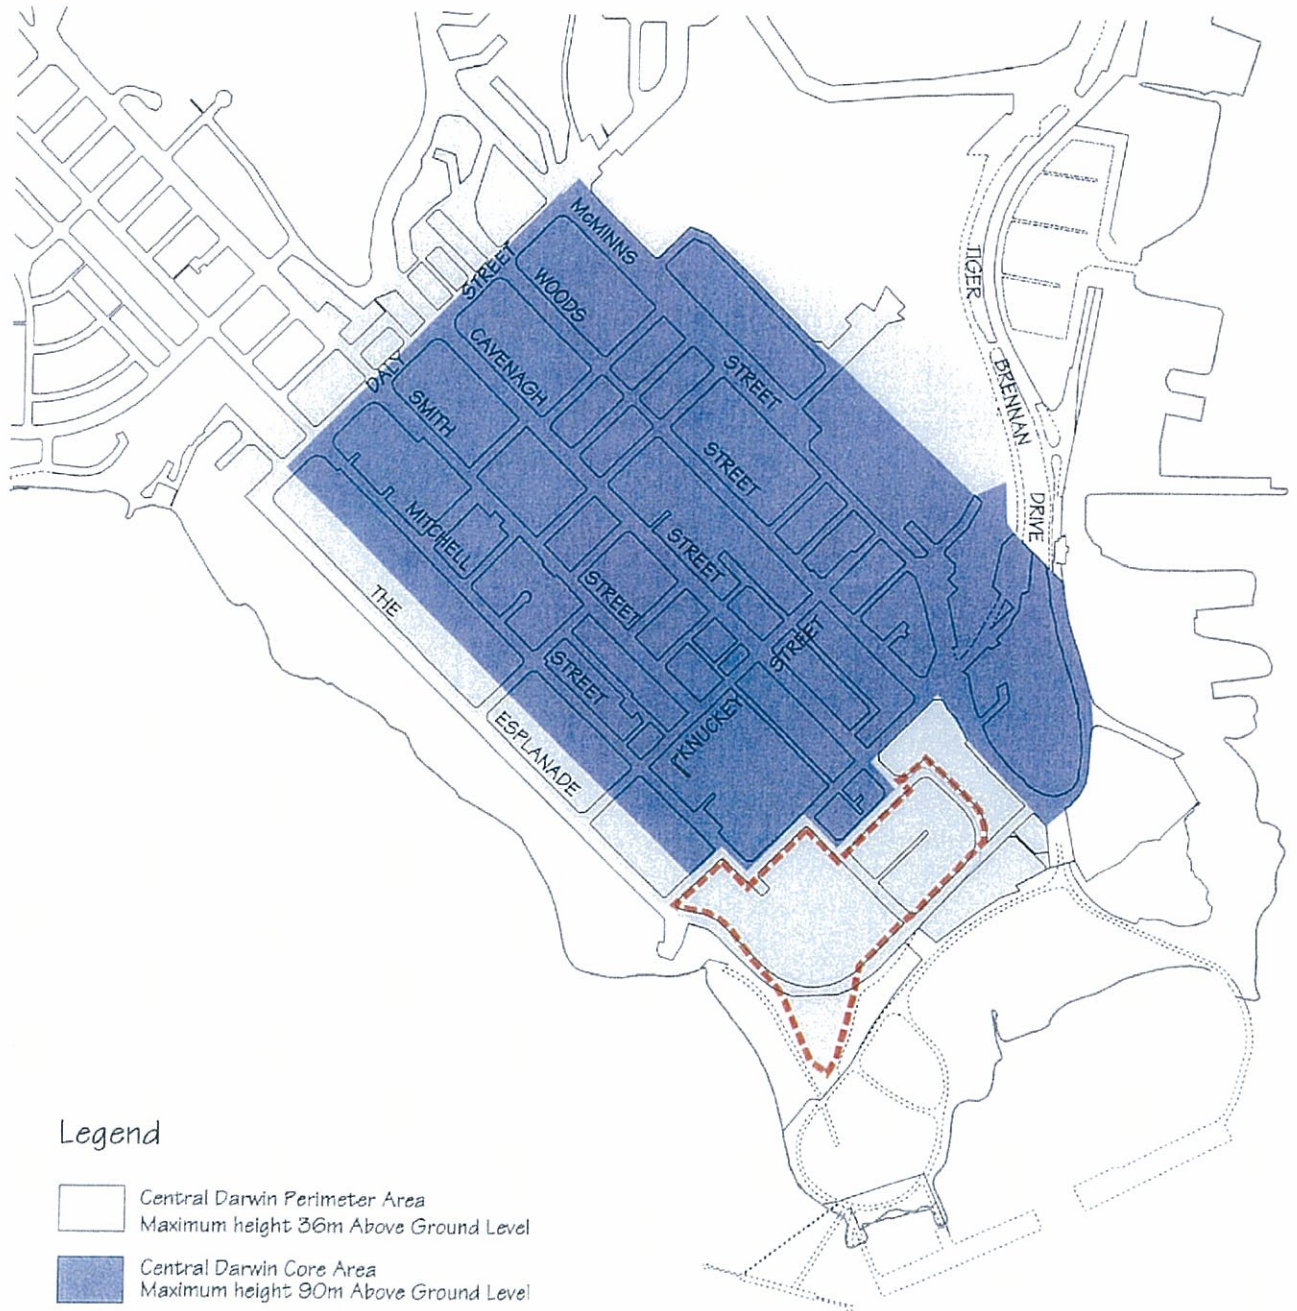 McMINNS
STREET
WOODS
STREET
CAVENAGH
STREET
SMITH
STREET
MITCHELL
STREET
DALY
STREET
KNUCKEY
STREET
THE
ESPLANADE
TIGER
BRENNAN
DRIVE
Legend
Central Darwin Perimeter Area
Maximum height 36m Above Ground Level
Central Darwin Core Area
Maximum height 90m Above Ground Level